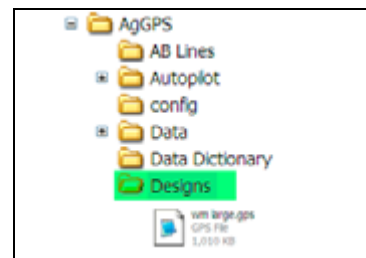 AgGPS
AB Lines
Autopilot
config
Data
Data Dictionary
Designs
wm large.gps
GPS File
1,010 KB